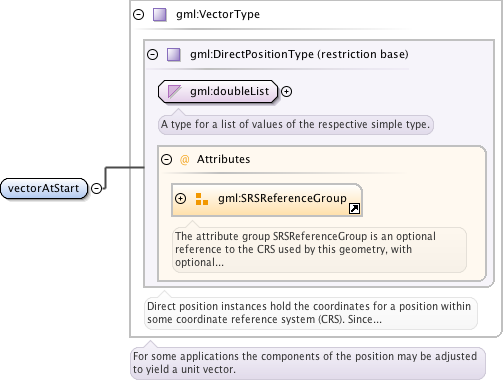 gml:VectorType
gml:DirectPositionType (restriction base)
gml:doubleList
A type for a list of values of the respective simple type.
@ Attributes
vectorAtStart
gml:SRSReferenceGroup
The attribute group SRSReferenceGroup is an optional
reference to the CRS used by this geometry, with
optional...
Direct position instances hold the coordinates for a position within
some coordinate reference system (CRS). Since...
For some applications the components of the position may be adjusted
to yield a unit vector.